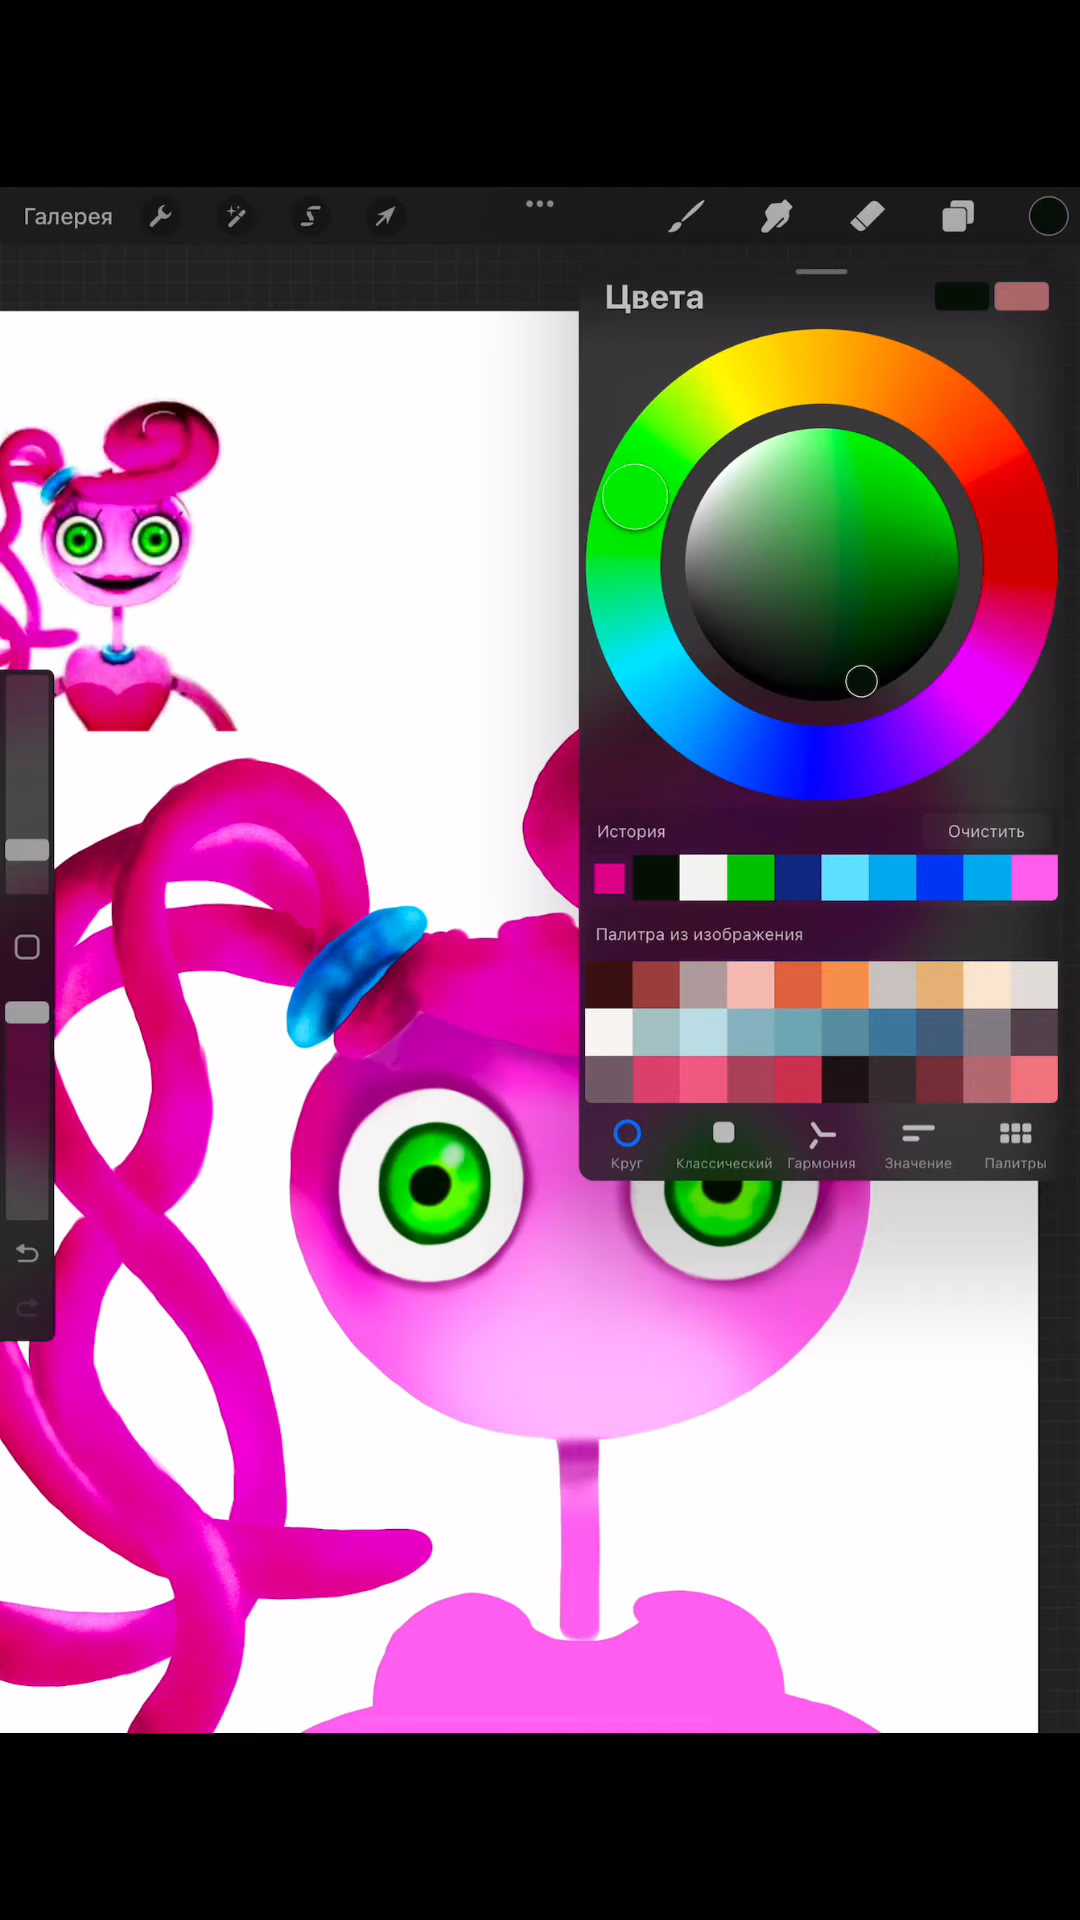 Галерея
Цвета
История
Очистить
Палитра из изображения
Круг
Классический
Гармония
Значение
Палитры